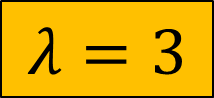 λ = 3